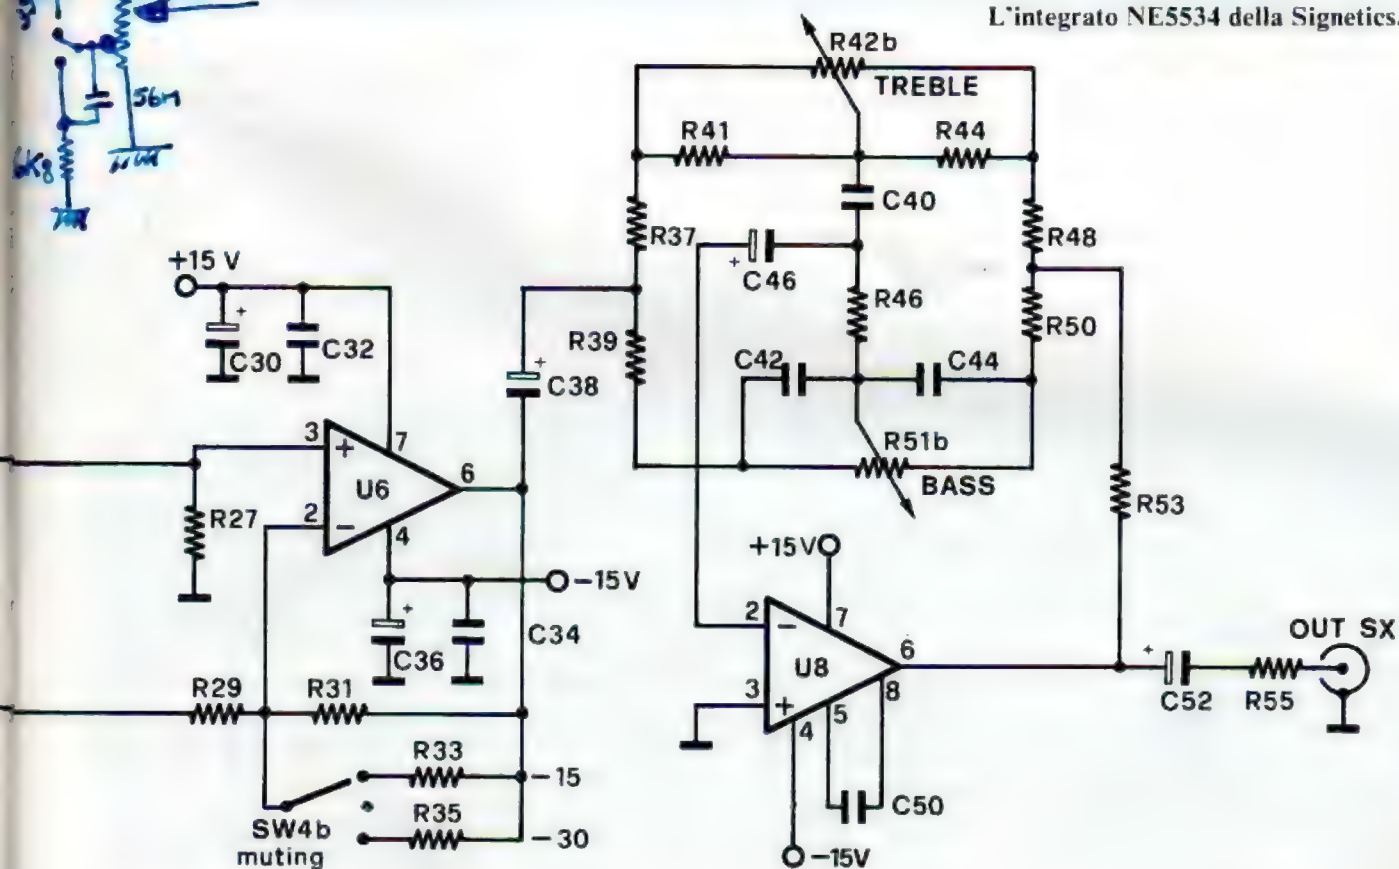 L'integrato NE5534 della Signetics.
R42b
TREBLE
56n
R41
R44
C40
R37
R48
+15 V
C46
+
R46
R50
+
C30
C32
R39
C42
C44
+
C38
3
+
7
R51b
U6
6
BASS
R27
2
−
4
R53
+15V
−15V
+
C36
C34
2
−
7
OUT SX
U8
6
+
R29
R31
3
+
8
C52
R55
5
4
R33
−15
R35
C50
SW4b
−30
muting
−15V